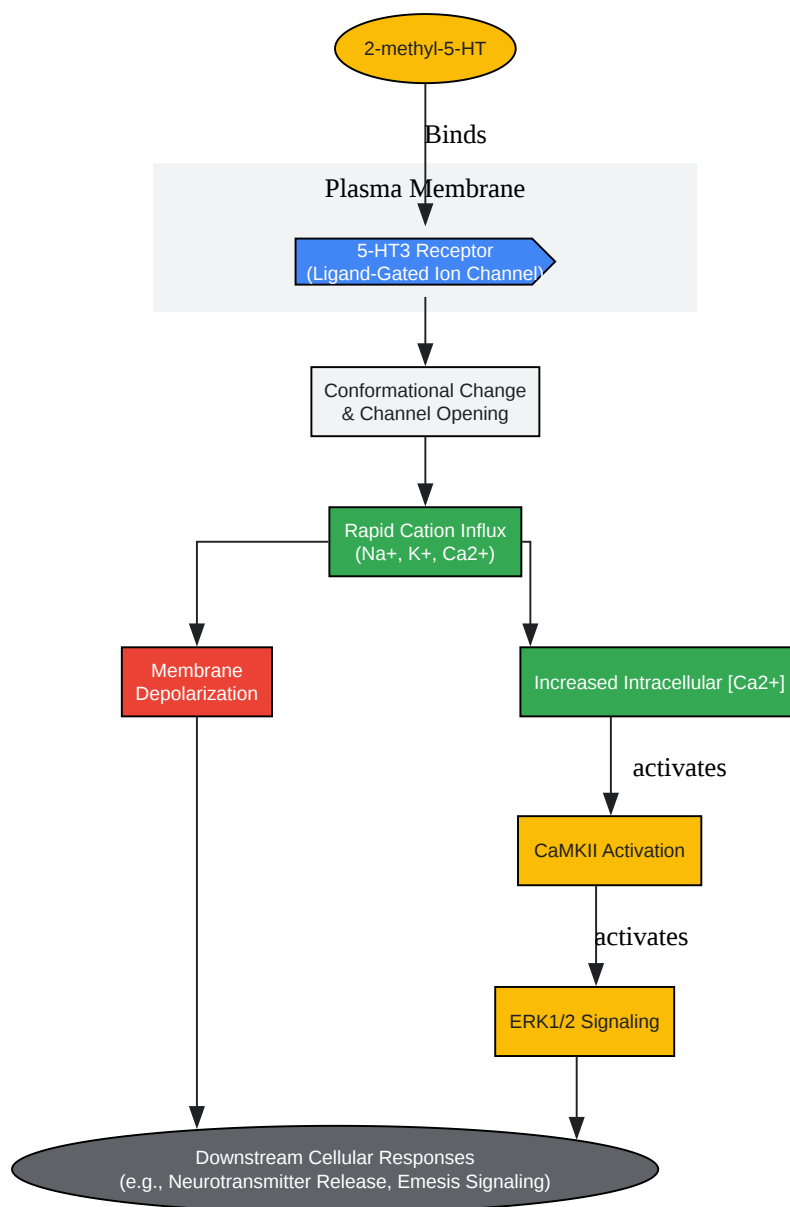 2-methyl-5-HT
Binds
Plasma Membrane
5-HT3 Receptor
(Ligand-Gated Ion Channel)
Conformational Change
& Channel Opening
Rapid Cation Influx
(Na+, K+, Ca2+)
Membrane
Depolarization
Increased Intracellular [Ca2+]
activates
CaMKII Activation
activates
ERK1/2 Signaling
Downstream Cellular Responses
(e.g., Neurotransmitter Release, Emesis Signaling)